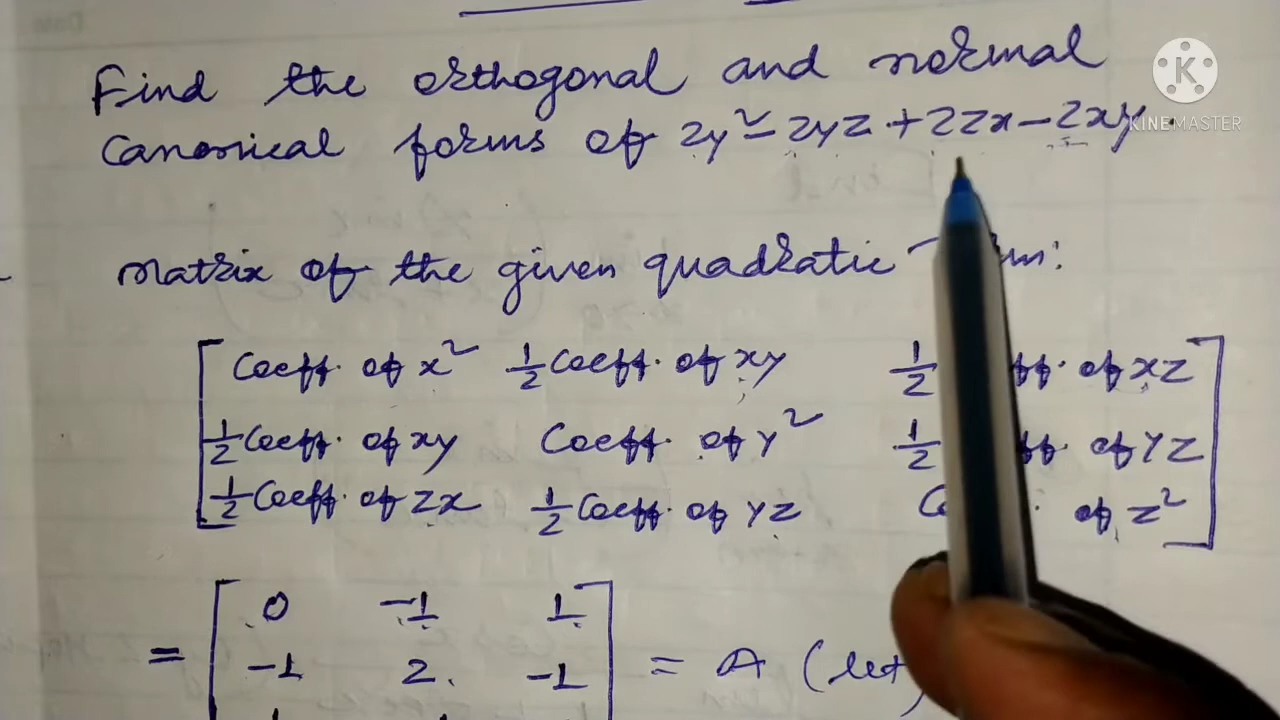 Find the orthogonal and normal
canonical forms of 2y² - 2yz + 2zx - 2xy.
KINEMASTER
Matrix of the given quadratic
[ Coeff. of x² ½ Coeff. of xy ½ of xz ]
½ Coeff. of xy Coeff. of y² ½ of yz
½ Coeff. of zx ½ Coeff. of yz of z²
0 -1 1
= [ -1 2 -1 ] = A (let